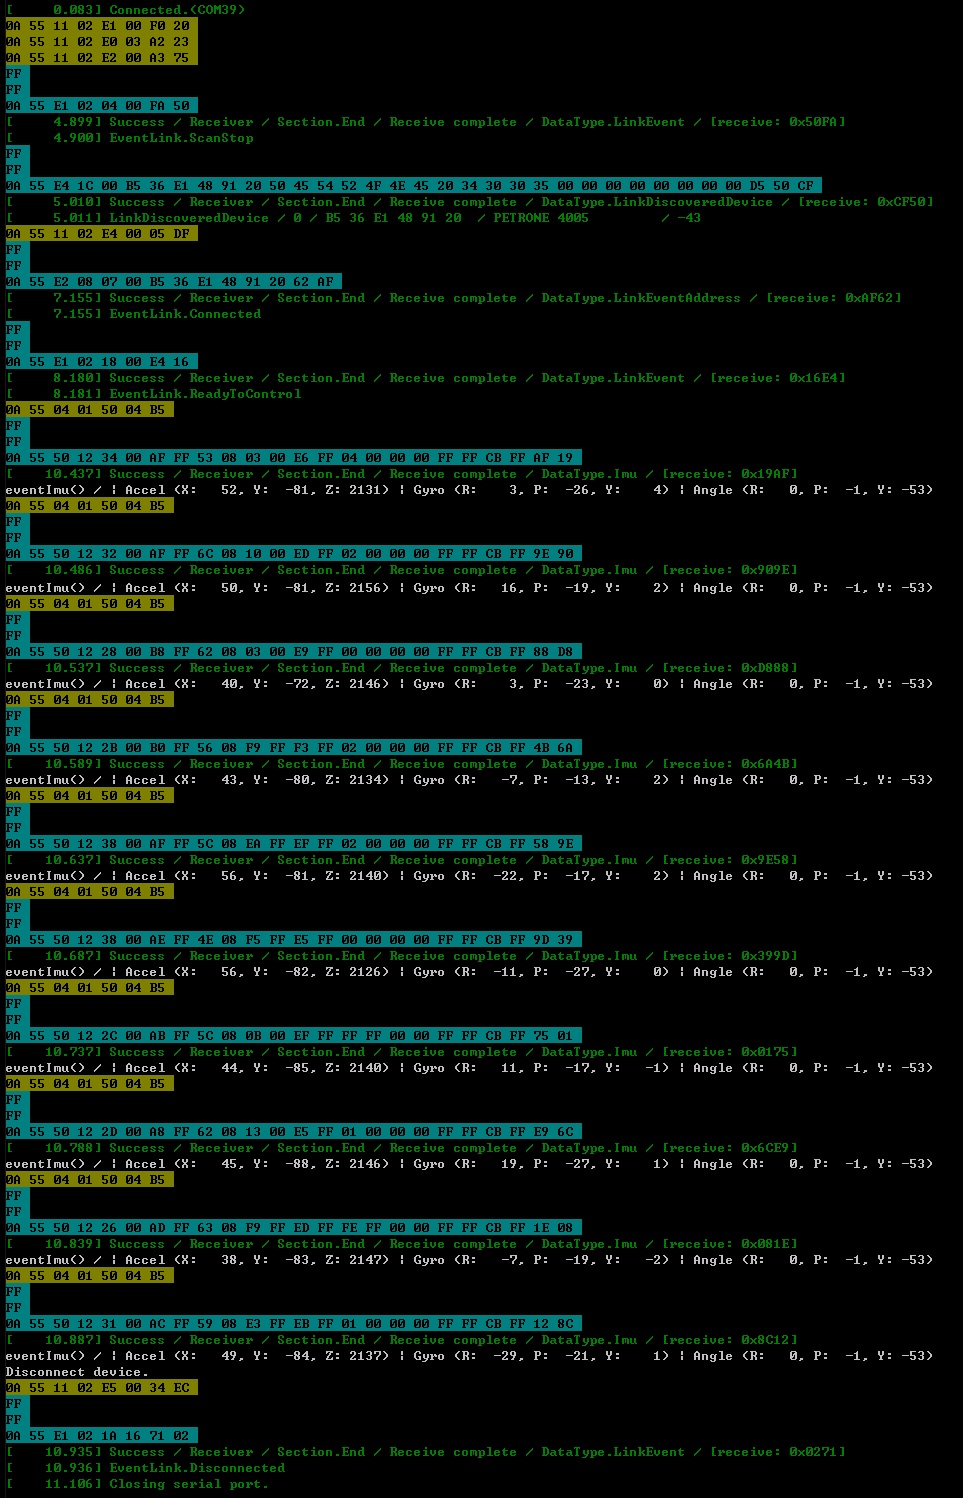 [      0.083] Connected.(COM39)
0A 55 11 02 E1 00 F0 20
0A 55 11 02 E0 03 A2 23
0A 55 11 02 E2 00 A3 75
FF
FF
0A 55 E1 02 04 00 FA 50
[      4.899] Success / Receiver / Section.End / Receive complete / DataType.LinkEvent / [receive: 0x50FA]
[      4.900] EventLink.ScanStop
FF
FF
0A 55 E4 1C 00 B5 36 E1 48 91 20 50 45 54 52 4F 4E 45 20 34 30 30 35 00 00 00 00 00 00 00 00 D5 50 CF
[      5.010] Success / Receiver / Section.End / Receive complete / DataType.LinkDiscoveredDevice / [receive: 0xCF50]
[      5.011] LinkDiscoveredDevice / 0 / B5 36 E1 48 91 20  / PETRONE 4005         / -43
0A 55 11 02 E4 00 05 DF
FF
FF
0A 55 E2 08 07 00 B5 36 E1 48 91 20 62 AF
[      7.155] Success / Receiver / Section.End / Receive complete / DataType.LinkEventAddress / [receive: 0xAF62]
[      7.155] EventLink.Connected
FF
FF
0A 55 E1 02 18 00 E4 16
[      8.180] Success / Receiver / Section.End / Receive complete / DataType.LinkEvent / [receive: 0x16E4]
[      8.181] EventLink.ReadyToControl
0A 55 04 01 50 04 B5
FF
FF
0A 55 50 12 34 00 AF FF 53 08 03 00 E6 FF 04 00 00 00 FF FF CB FF AF 19
[     10.437] Success / Receiver / Section.End / Receive complete / DataType.Imu / [receive: 0x19AF]
eventImu() / ¦ Accel (X:   52, Y:  -81, Z: 2131) ¦ Gyro (R:    3, P:  -26, Y:    4) ¦ Angle (R:   0, P:  -1, Y: -53)
0A 55 04 01 50 04 B5
FF
FF
0A 55 50 12 32 00 AF FF 6C 08 10 00 ED FF 02 00 00 00 FF FF CB FF 9E 90
[     10.486] Success / Receiver / Section.End / Receive complete / DataType.Imu / [receive: 0x909E]
eventImu() / ¦ Accel (X:   50, Y:  -81, Z: 2156) ¦ Gyro (R:   16, P:  -19, Y:    2) ¦ Angle (R:   0, P:  -1, Y: -53)
0A 55 04 01 50 04 B5
FF
FF
0A 55 50 12 28 00 B8 FF 62 08 03 00 E9 FF 00 00 00 00 FF FF CB FF 88 D8
[     10.537] Success / Receiver / Section.End / Receive complete / DataType.Imu / [receive: 0xD888]
eventImu() / ¦ Accel (X:   40, Y:  -72, Z: 2146) ¦ Gyro (R:    3, P:  -23, Y:    0) ¦ Angle (R:   0, P:  -1, Y: -53)
0A 55 04 01 50 04 B5
FF
FF
0A 55 50 12 2B 00 B0 FF 56 08 F9 FF F3 FF 02 00 00 00 FF FF CB FF 4B 6A
[     10.589] Success / Receiver / Section.End / Receive complete / DataType.Imu / [receive: 0x6A4B]
eventImu() / ¦ Accel (X:   43, Y:  -80, Z: 2134) ¦ Gyro (R:   -7, P:  -13, Y:    2) ¦ Angle (R:   0, P:  -1, Y: -53)
0A 55 04 01 50 04 B5
FF
FF
0A 55 50 12 38 00 AF FF 5C 08 EA FF EF FF 02 00 00 00 FF FF CB FF 58 9E
[     10.637] Success / Receiver / Section.End / Receive complete / DataType.Imu / [receive: 0x9E58]
eventImu() / ¦ Accel (X:   56, Y:  -81, Z: 2140) ¦ Gyro (R:  -22, P:  -17, Y:    2) ¦ Angle (R:   0, P:  -1, Y: -53)
0A 55 04 01 50 04 B5
FF
FF
0A 55 50 12 38 00 AE FF 4E 08 F5 FF E5 FF 00 00 00 00 FF FF CB FF 9D 39
[     10.687] Success / Receiver / Section.End / Receive complete / DataType.Imu / [receive: 0x399D]
eventImu() / ¦ Accel (X:   56, Y:  -82, Z: 2126) ¦ Gyro (R:  -11, P:  -27, Y:    0) ¦ Angle (R:   0, P:  -1, Y: -53)
0A 55 04 01 50 04 B5
FF
FF
0A 55 50 12 2C 00 AB FF 5C 08 0B 00 EF FF FF FF 00 00 FF FF CB FF 75 01
[     10.737] Success / Receiver / Section.End / Receive complete / DataType.Imu / [receive: 0x0175]
eventImu() / ¦ Accel (X:   44, Y:  -85, Z: 2140) ¦ Gyro (R:   11, P:  -17, Y:   -1) ¦ Angle (R:   0, P:  -1, Y: -53)
0A 55 04 01 50 04 B5
FF
FF
0A 55 50 12 2D 00 A8 FF 62 08 13 00 E5 FF 01 00 00 00 FF FF CB FF E9 6C
[     10.788] Success / Receiver / Section.End / Receive complete / DataType.Imu / [receive: 0x6CE9]
eventImu() / ¦ Accel (X:   45, Y:  -88, Z: 2146) ¦ Gyro (R:   19, P:  -27, Y:    1) ¦ Angle (R:   0, P:  -1, Y: -53)
0A 55 04 01 50 04 B5
FF
FF
0A 55 50 12 26 00 AD FF 63 08 F9 FF ED FF FE FF 00 00 FF FF CB FF 1E 08
[     10.839] Success / Receiver / Section.End / Receive complete / DataType.Imu / [receive: 0x081E]
eventImu() / ¦ Accel (X:   38, Y:  -83, Z: 2147) ¦ Gyro (R:   -7, P:  -19, Y:   -2) ¦ Angle (R:   0, P:  -1, Y: -53)
0A 55 04 01 50 04 B5
FF
FF
0A 55 50 12 31 00 AC FF 59 08 E3 FF EB FF 01 00 00 00 FF FF CB FF 12 8C
[     10.887] Success / Receiver / Section.End / Receive complete / DataType.Imu / [receive: 0x8C12]
eventImu() / ¦ Accel (X:   49, Y:  -84, Z: 2137) ¦ Gyro (R:  -29, P:  -21, Y:    1) ¦ Angle (R:   0, P:  -1, Y: -53)
Disconnect device.
0A 55 11 02 E5 00 34 EC
FF
FF
0A 55 E1 02 1A 16 71 02
[     10.935] Success / Receiver / Section.End / Receive complete / DataType.LinkEvent / [receive: 0x0271]
[     10.936] EventLink.Disconnected
[     11.106] Closing serial port.